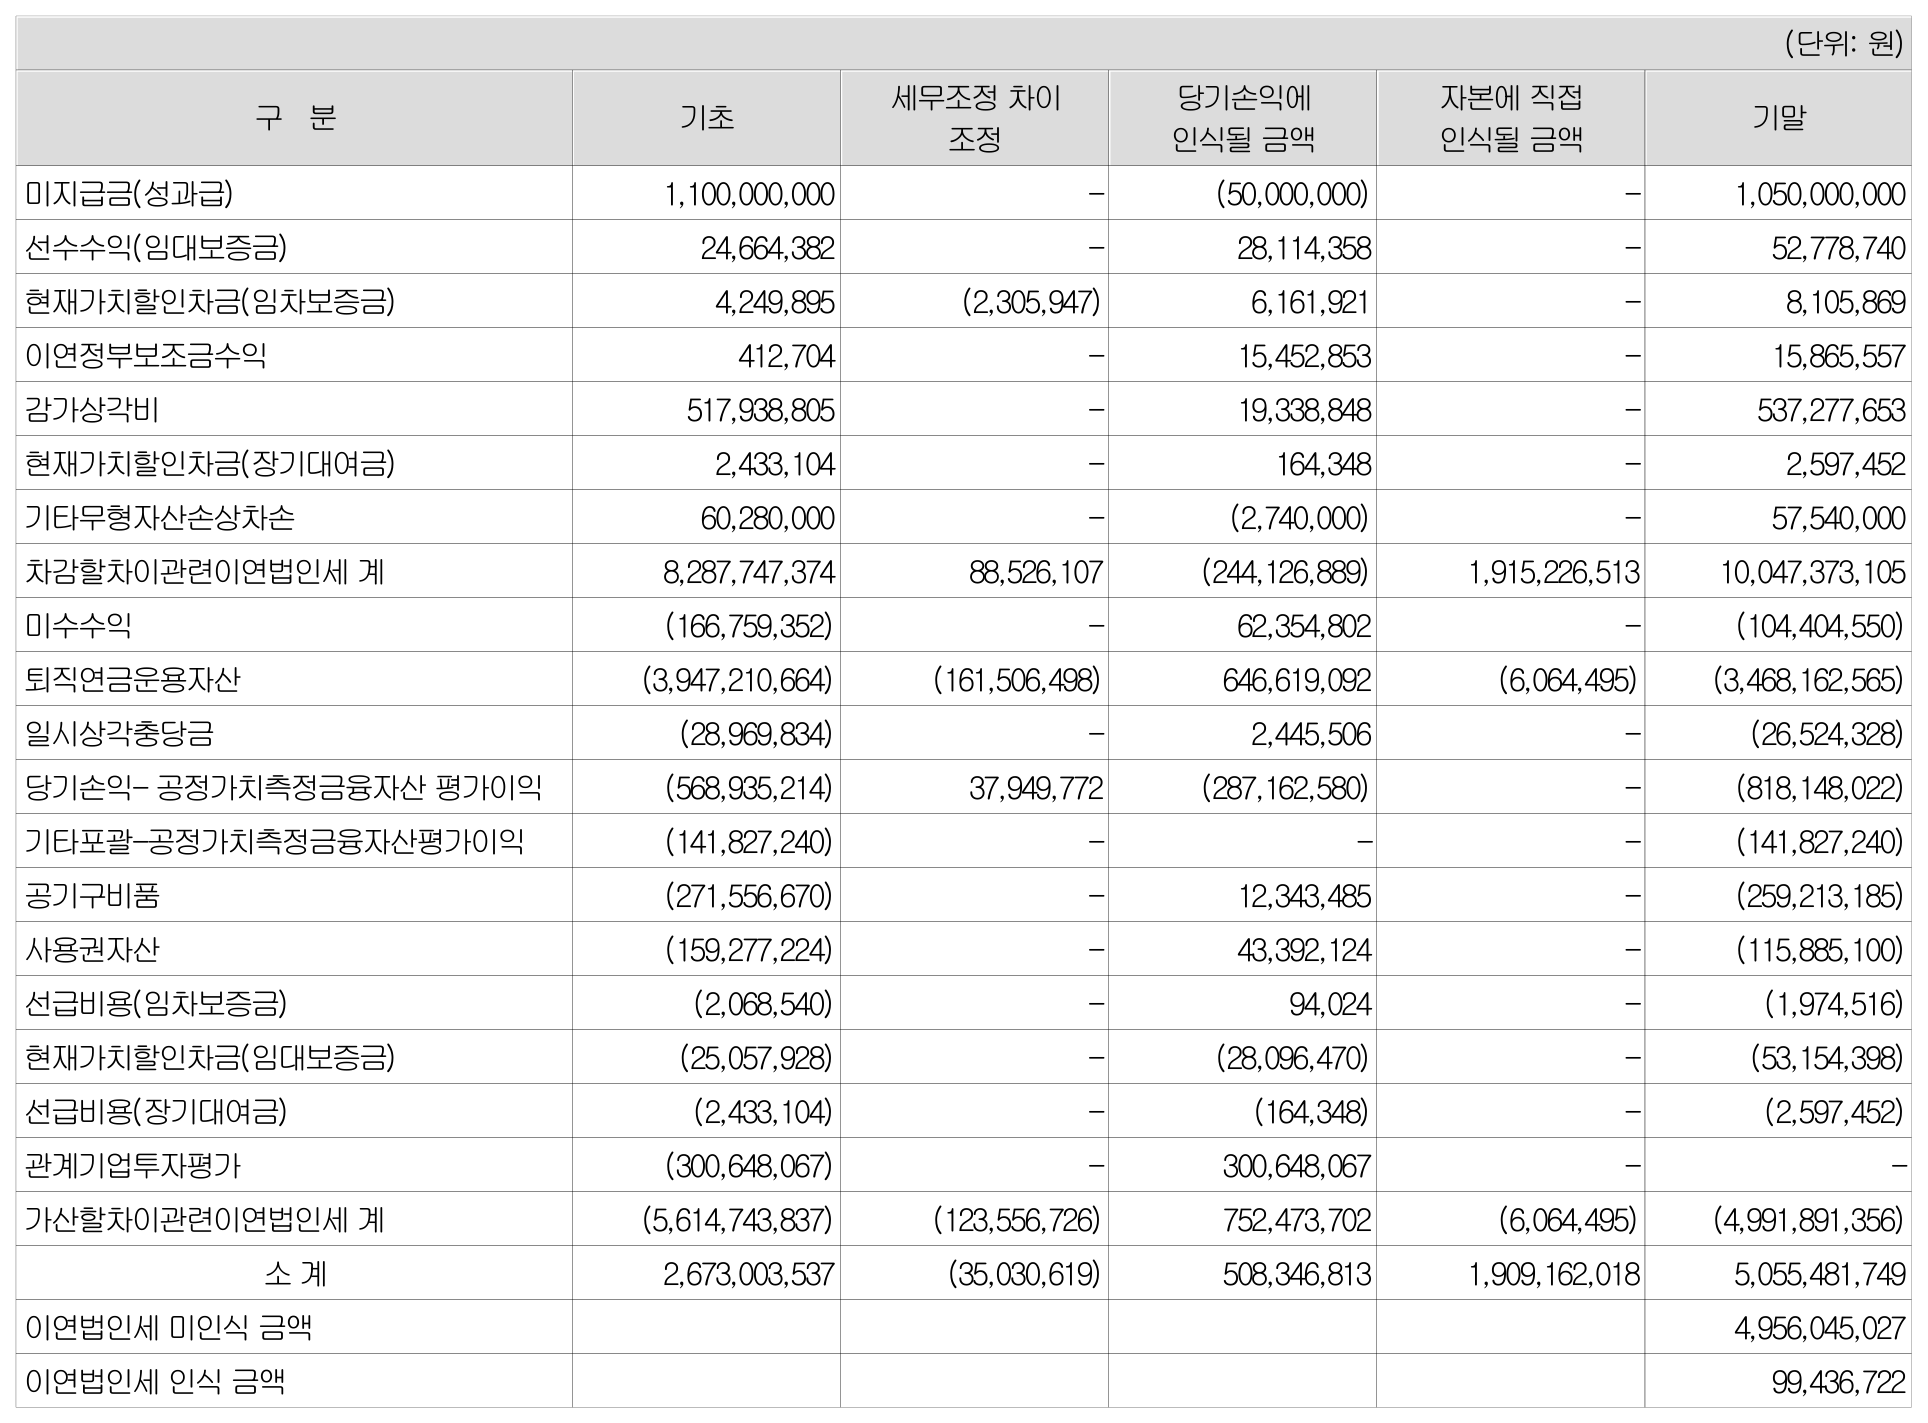 (단위: 원)
구 분 기초 세무조정 차이 조정 당기손익에 인식될 금액 자본에 직접 인식될 금액 기말
미지급금(성과급) 1,100,000,000 - (50,000,000) - 1,050,000,000
선수수익(임대보증금) 24,664,382 - 28,114,358 - 52,778,740
현재가치할인차금(임차보증금) 4,249,895 (2,305,947) 6,161,921 - 8,105,869
이연정부보조금수익 412,704 - 15,452,853 - 15,865,557
감가상각비 517,938,805 - 19,338,848 - 537,277,653
현재가치할인차금(장기대여금) 2,433,104 - 164,348 - 2,597,452
기타무형자산손상차손 60,280,000 - (2,740,000) - 57,540,000
차감할차이관련이연법인세 계 8,287,747,374 88,526,107 (244,126,889) 1,915,226,513 10,047,373,105
미수수익 (166,759,352) - 62,354,802 - (104,404,550)
퇴직연금운용자산 (3,947,210,664) (161,506,498) 646,619,092 (6,064,495) (3,468,162,565)
일시상각충당금 (28,969,834) - 2,445,506 - (26,524,328)
당기손익- 공정가치측정금융자산 평가이익 (568,935,214) 37,949,772 (287,162,580) - (818,148,022)
기타포괄-공정가치측정금융자산평가이익 (141,827,240) - - - (141,827,240)
공기구비품 (271,556,670) - 12,343,485 - (259,213,185)
사용권자산 (159,277,224) - 43,392,124 - (115,885,100)
선급비용(임차보증금) (2,068,540) - 94,024 - (1,974,516)
현재가치할인차금(임대보증금) (25,057,928) - (28,096,470) - (53,154,398)
선급비용(장기대여금) (2,433,104) - (164,348) - (2,597,452)
관계기업투자평가 (300,648,067) - 300,648,067 - -
가산할차이관련이연법인세 계 (5,614,743,837) (123,556,726) 752,473,702 (6,064,495) (4,991,891,356)
소 계 2,673,003,537 (35,030,619) 508,346,813 1,909,162,018 5,055,481,749
이연법인세 미인식 금액 4,956,045,027
이연법인세 인식 금액 99,436,722